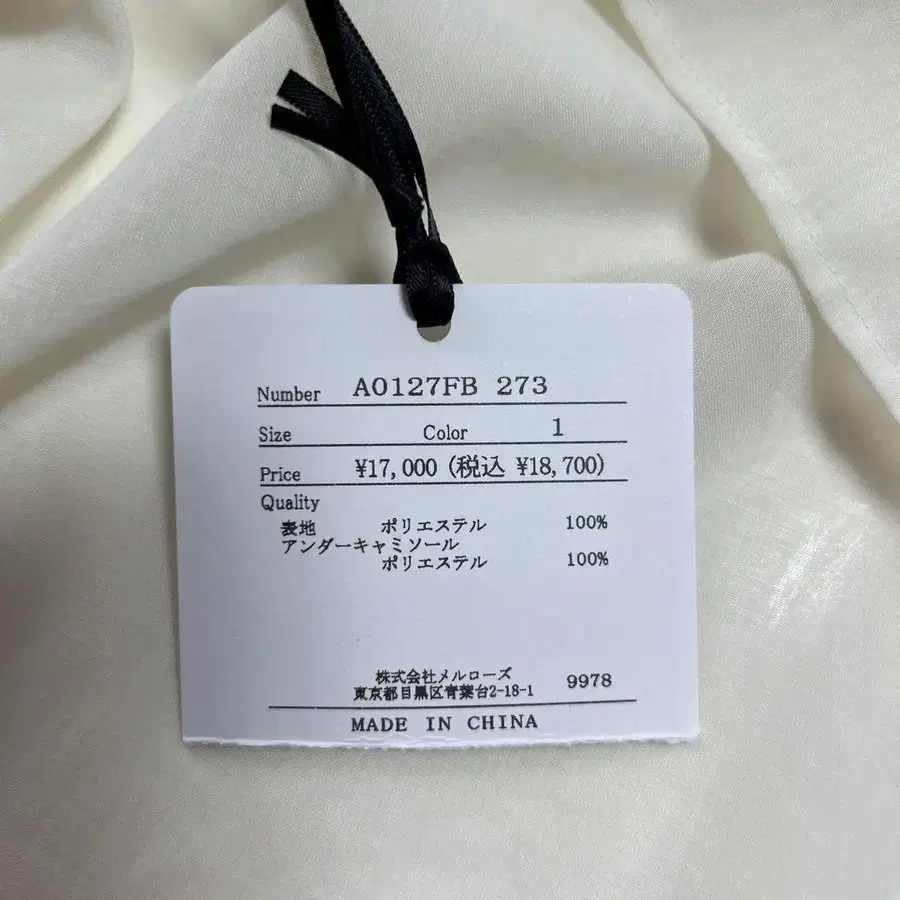 Number A0127FB 273
Size Color 1
Price ¥17,000 (税込 ¥18,700)
Quality
表地 ポリエステル 100%
アンダーキャミソール
ポリエステル 100%
株式会社メルローズ
東京都目黒区青葉台2-18-1 9978
MADE IN CHINA